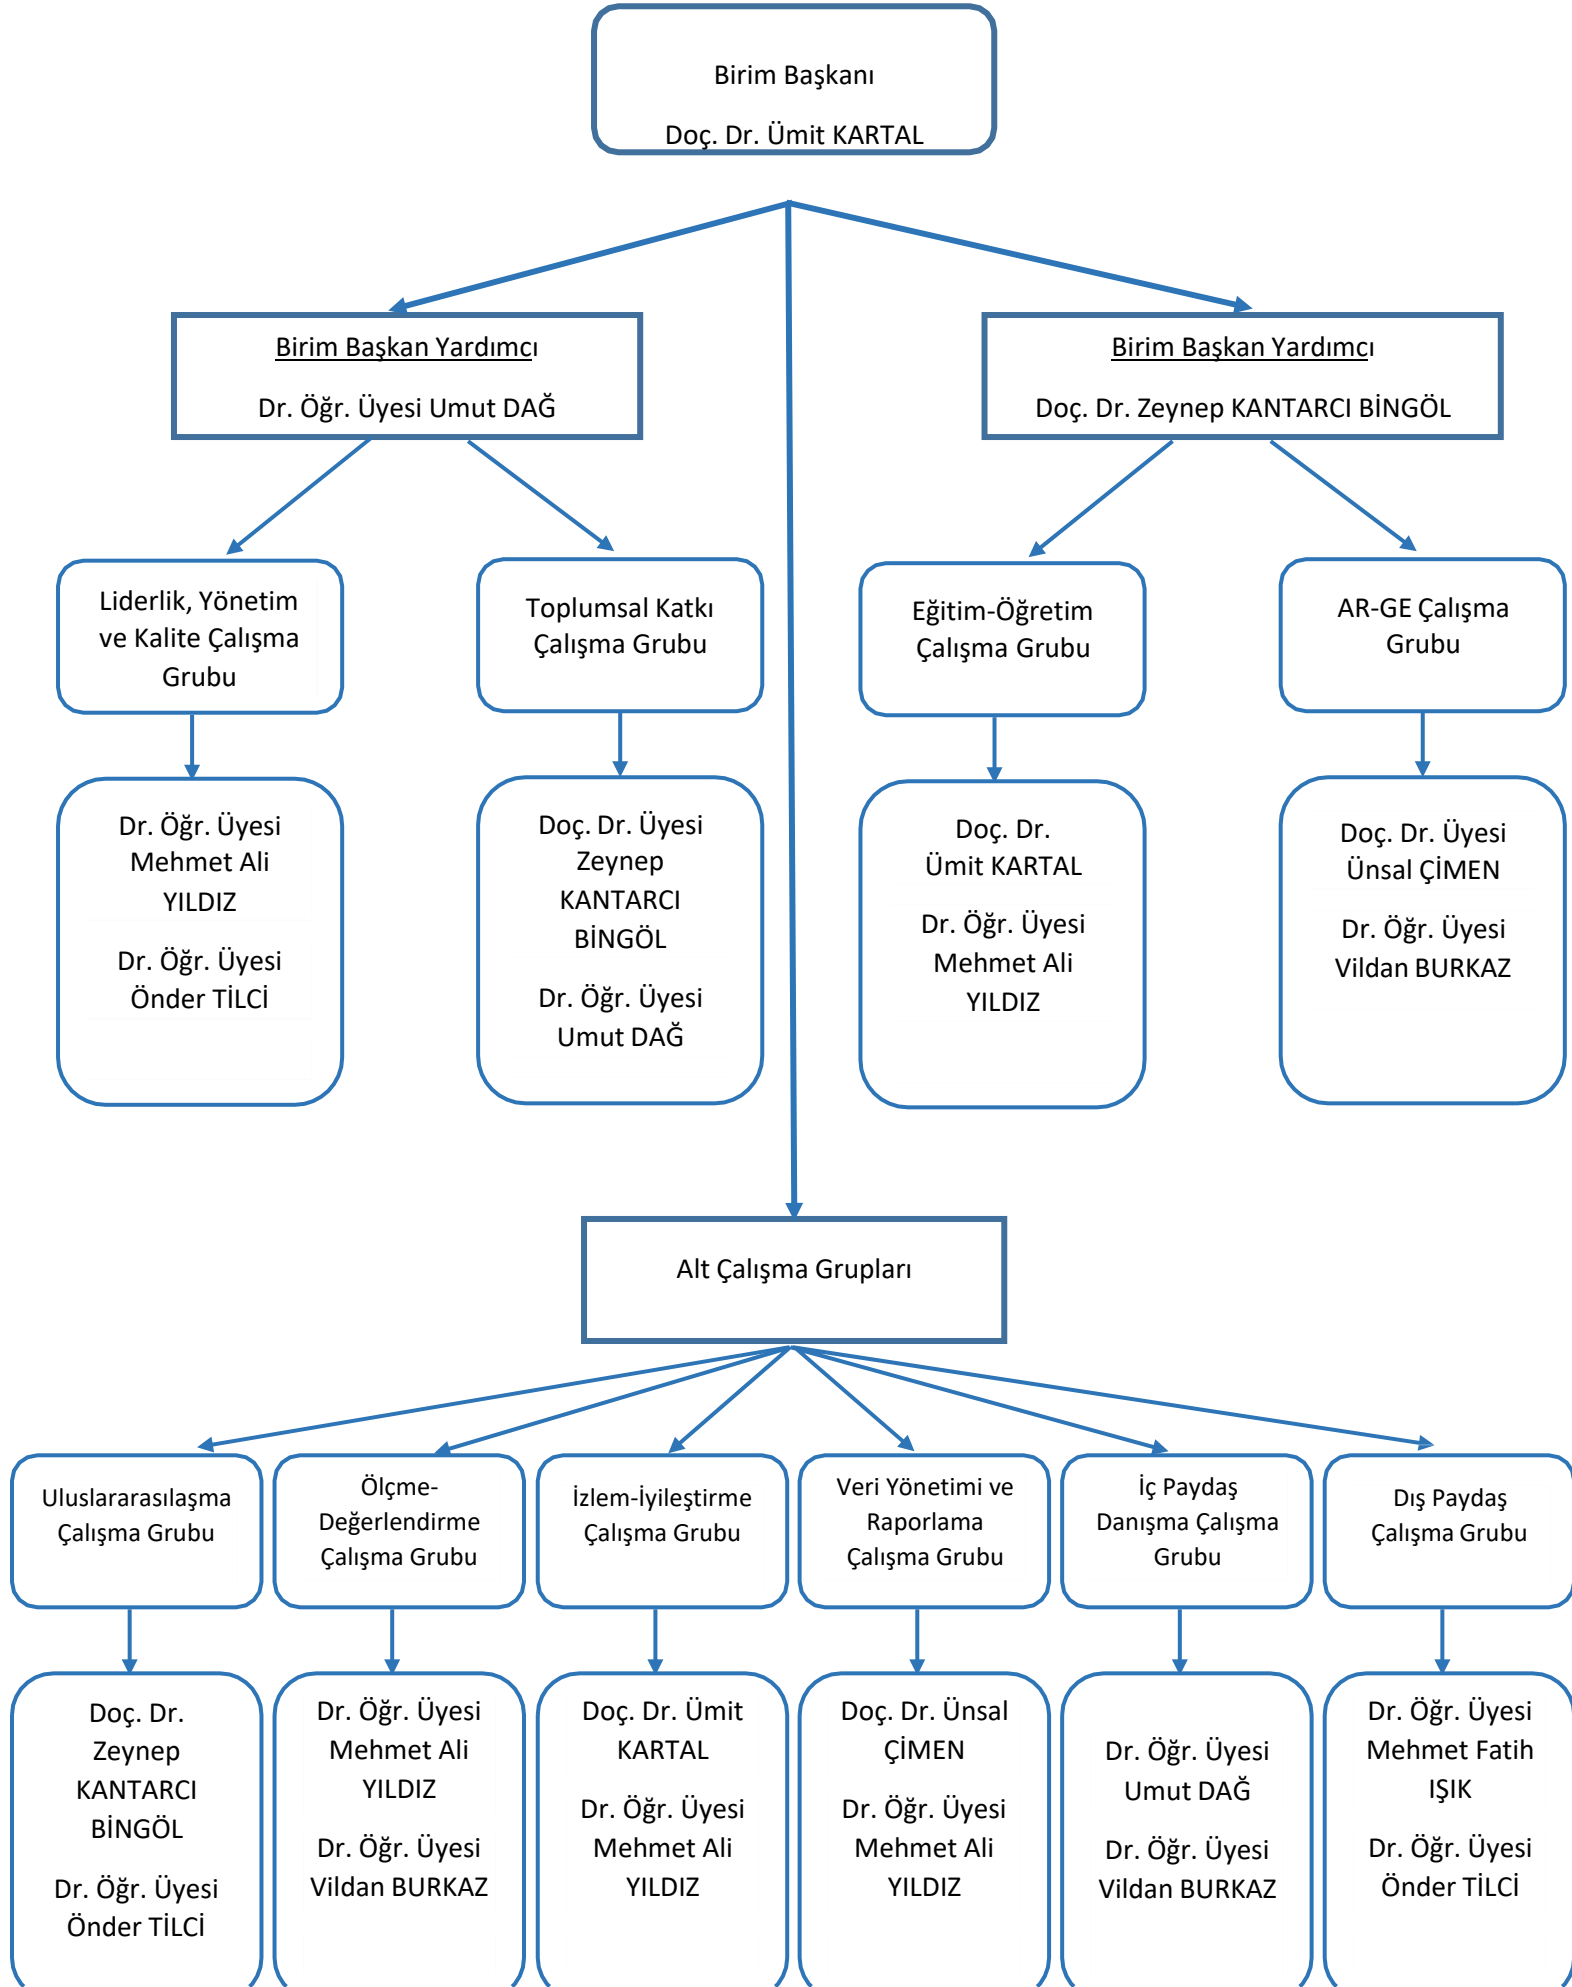 Birim Başkanı
Doç. Dr. Ümit KARTAL
Birim Başkan Yardımcı
Dr. Öğr. Üyesi Umut DAĞ
Birim Başkan Yardımcı
Doç. Dr. Zeynep KANTARCI BİNGÖL
Liderlik, Yönetim
ve Kalite Çalışma
Grubu
Toplumsal Katkı
Çalışma Grubu
Eğitim-Öğretim
Çalışma Grubu
AR-GE Çalışma
Grubu
Dr. Öğr. Üyesi
Mehmet Ali
YILDIZ
Dr. Öğr. Üyesi
Önder TİLCİ
Doç. Dr. Üyesi
Zeynep
KANTARCI
BİNGÖL
Dr. Öğr. Üyesi
Umut DAĞ
Doç. Dr.
Ümit KARTAL
Dr. Öğr. Üyesi
Mehmet Ali
YILDIZ
Doç. Dr. Üyesi
Ünsal ÇİMEN
Dr. Öğr. Üyesi
Vildan BURKAZ
Alt Çalışma Grupları
Uluslararasılaşma
Çalışma Grubu
Ölçme-
Değerlendirme
Çalışma Grubu
İzlem-İyileştirme
Çalışma Grubu
Veri Yönetimi ve
Raporlama
Çalışma Grubu
İç Paydaş
Danışma Çalışma
Grubu
Dış Paydaş
Çalışma Grubu
Doç. Dr.
Zeynep
KANTARCI
BİNGÖL
Dr. Öğr. Üyesi
Önder TİLCİ
Dr. Öğr. Üyesi
Mehmet Ali
YILDIZ
Dr. Öğr. Üyesi
Vildan BURKAZ
Doç. Dr. Ümit
KARTAL
Dr. Öğr. Üyesi
Mehmet Ali
YILDIZ
Doç. Dr. Ünsal
ÇİMEN
Dr. Öğr. Üyesi
Mehmet Ali
YILDIZ
Dr. Öğr. Üyesi
Umut DAĞ
Dr. Öğr. Üyesi
Vildan BURKAZ
Dr. Öğr. Üyesi
Mehmet Fatih
IŞIK
Dr. Öğr. Üyesi
Önder TİLCİ